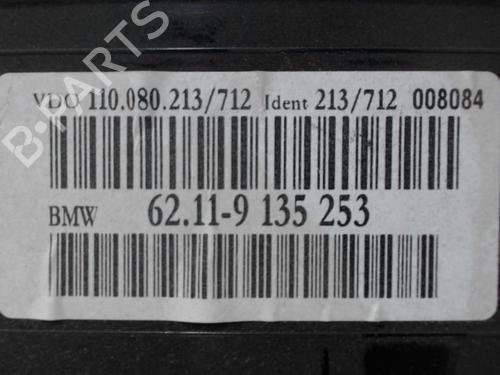 B-PARTS
VDO 110.080.213/712 Ident 213/712 008084
BMW 62.11-9 135 253